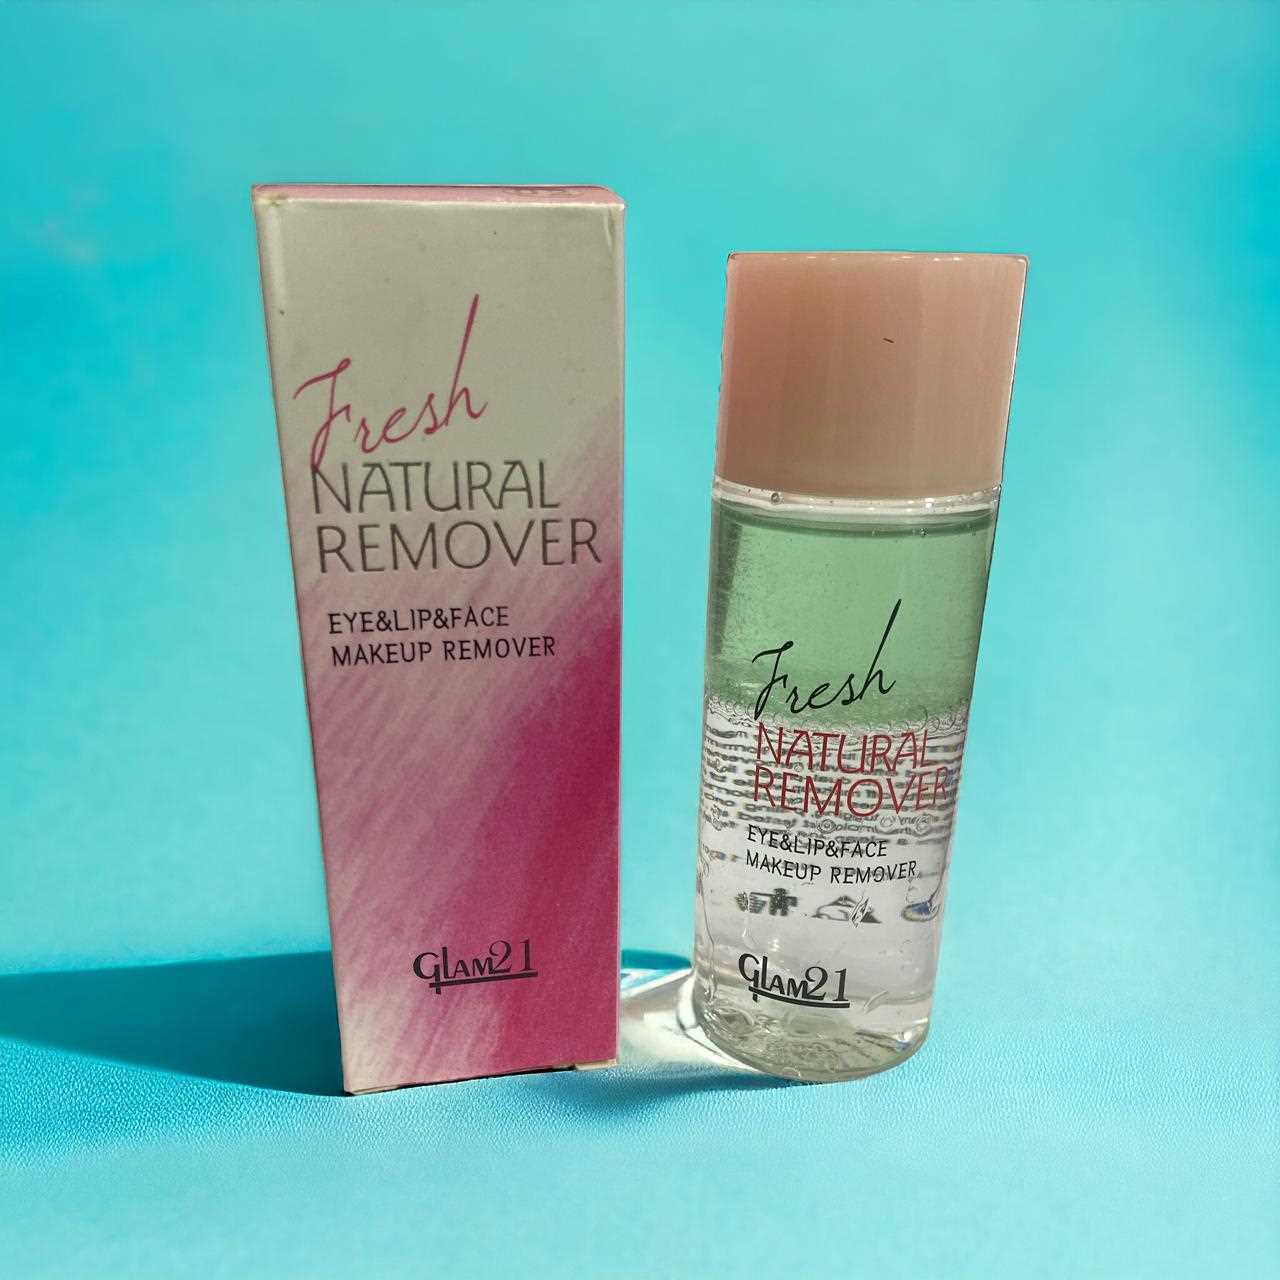 Fresh
NATURAL
REMOVER
EYE&LIP&FACE
MAKEUP REMOVER
GLAM21
Fresh
NATURAL
REMOVER
EYE&LIP&FACE
MAKEUP REMOVER
GLAM21